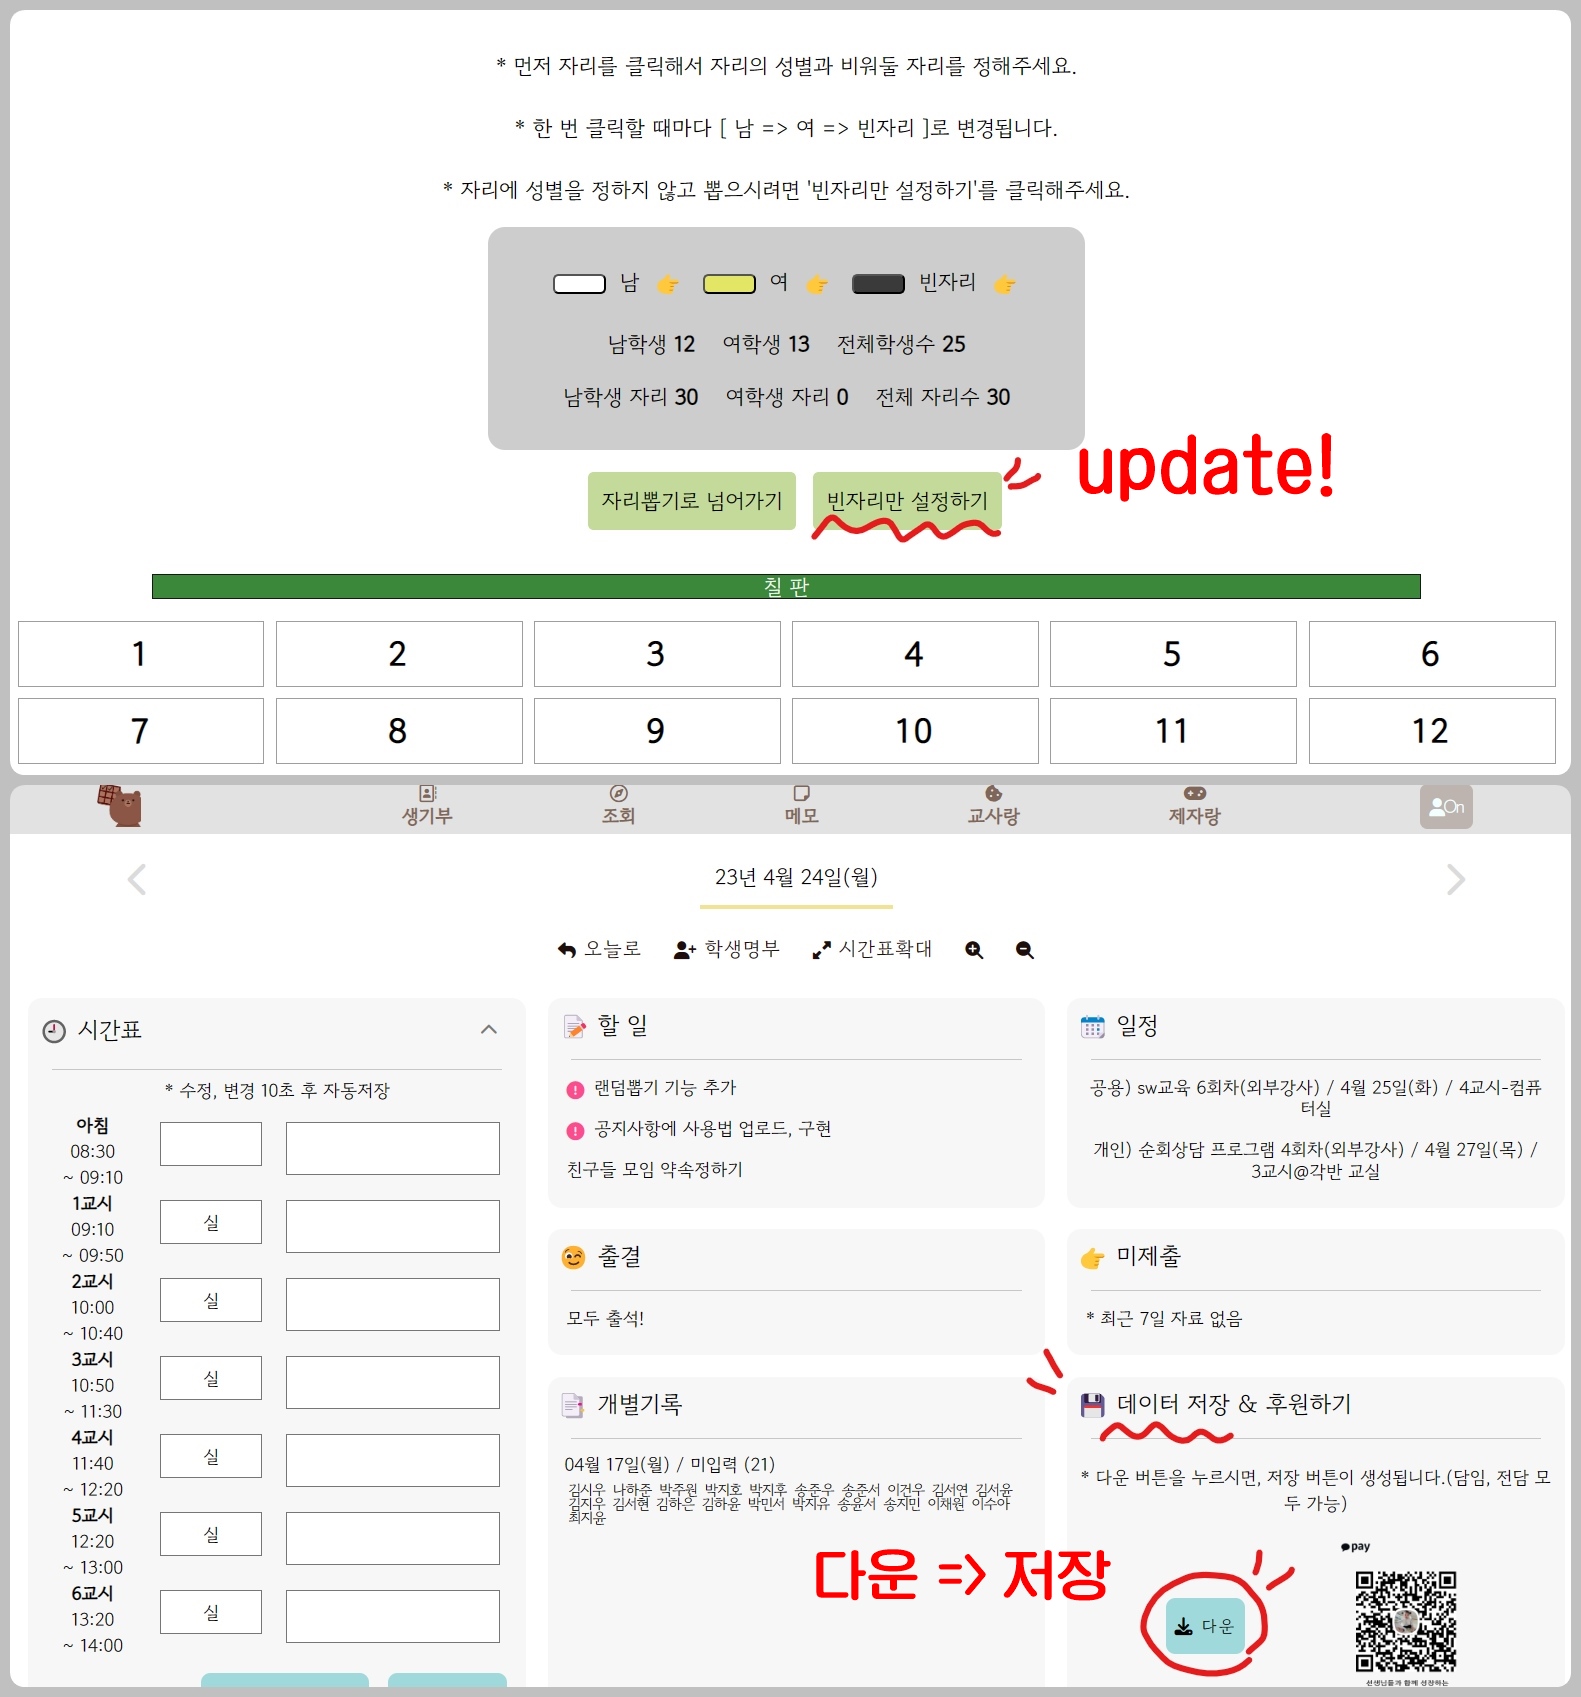 * 먼저 자리를 클릭해서 자리의 성별과 비워둘 자리를 정해주세요.
* 한 번 클릭할 때마다 [ 남 => 여 => 빈자리 ]로 변경됩니다.
* 자리에 성별을 정하지 않고 뽑으시려면 '빈자리만 설정하기'를 클릭해주세요.
남 여 빈자리
남학생 12 여학생 13 전체학생수 25
남학생 자리 30 여학생 자리 0 전체 자리수 30
update!
자리뽑기로 넘어가기 빈자리만 설정하기
칠 판
1 2 3 4 5 6
7 8 9 10 11 12
생기부 조회 메모 교사랑 제자랑 On
23년 4월 24일(월)
오늘로 학생명부 시간표확대
시간표
* 수정, 변경 10초 후 자동저장
아침
08:30
~ 09:10
1교시
09:10
~ 09:50
실
2교시
10:00
~ 10:40
실
3교시
10:50
~ 11:30
실
4교시
11:40
~ 12:20
실
5교시
12:20
~ 13:00
실
6교시
13:20
~ 14:00
실
할 일
랜덤뽑기 기능 추가
공지사항에 사용법 업로드, 구현
친구들 모임 약속정하기
일정
공용) sw교육 6회차(외부강사) / 4월 25일(화) / 4교시-컴퓨
터실
개인) 순회상담 프로그램 4회차(외부강사) / 4월 27일(목) /
3교시@각반 교실
출결
모두 출석!
미제출
* 최근 7일 자료 없음
개별기록
04월 17일(월) / 미입력 (21)
김시우 나하준 박주원 박지호 박지후 송준우 송준서 이건우 김서연 김서윤
김지우 김서현 김하은 김하윤 박민서 박지유 송윤서 송지민 이채원 이수아
최지윤
데이터 저장 & 후원하기
* 다운 버튼을 누르시면, 저장 버튼이 생성됩니다.(담임, 전담 모
두 가능)
다운 => 저장
다운
pay
선생님들과 함께 성장하는